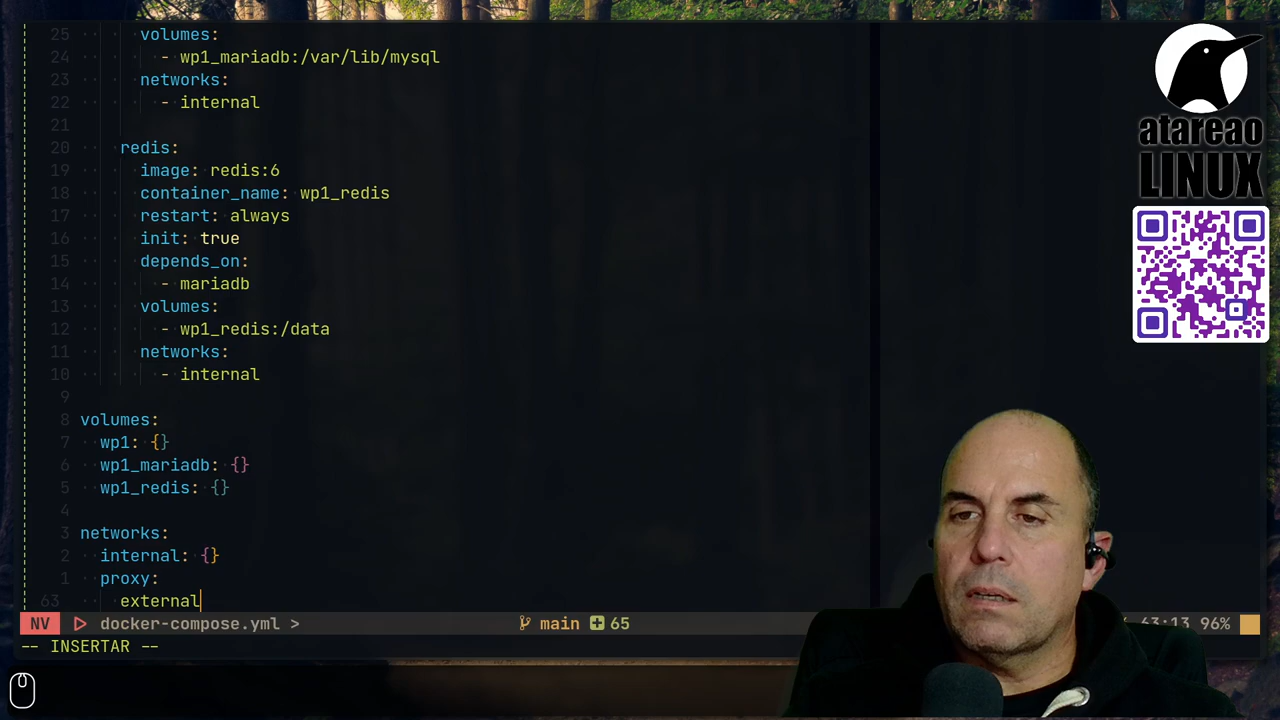 25 volumes:
24 - wp1_mariadb:/var/lib/mysql
23 networks:
22 - internal
21
20 redis:
19 image: redis:6
18 container_name: wp1_redis
17 restart: always
16 init: true
15 depends_on:
14 - mariadb
13 volumes:
12 - wp1_redis:/data
11 networks:
10 - internal
9
8 volumes:
7 wp1: {}
6 wp1_mariadb: {}
5 wp1_redis: {}
4
3 networks:
2 internal: {}
1 proxy:
63 external
NV docker-compose.yml > main 65 63:13 96%
-- INSERTAR --
atareao
LINUX